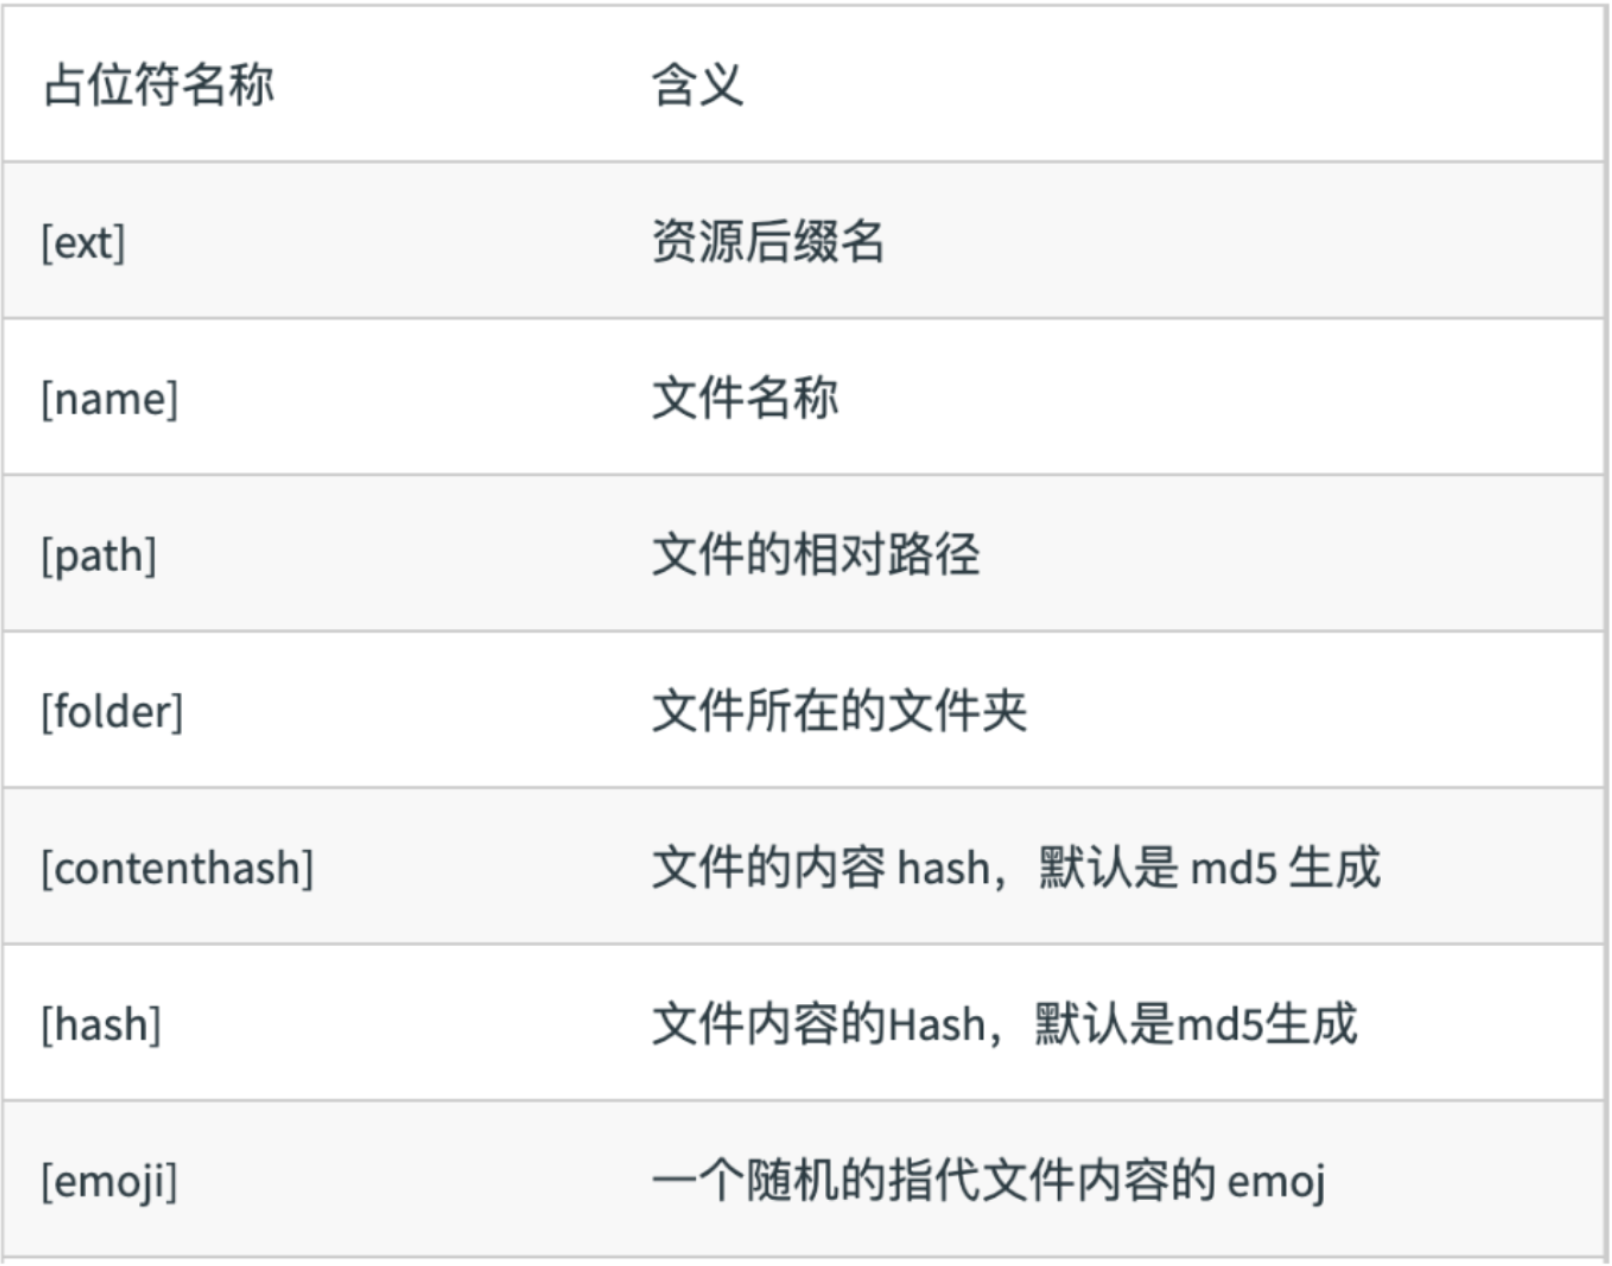 占位符名称 含义
[ext] 资源后缀名
[name] 文件名称
[path] 文件的相对路径
[folder] 文件所在的文件夹
[contenthash] 文件的内容 hash，默认是 md5 生成
[hash] 文件内容的Hash，默认是md5生成
[emoji] 一个随机的指代文件内容的 emoj